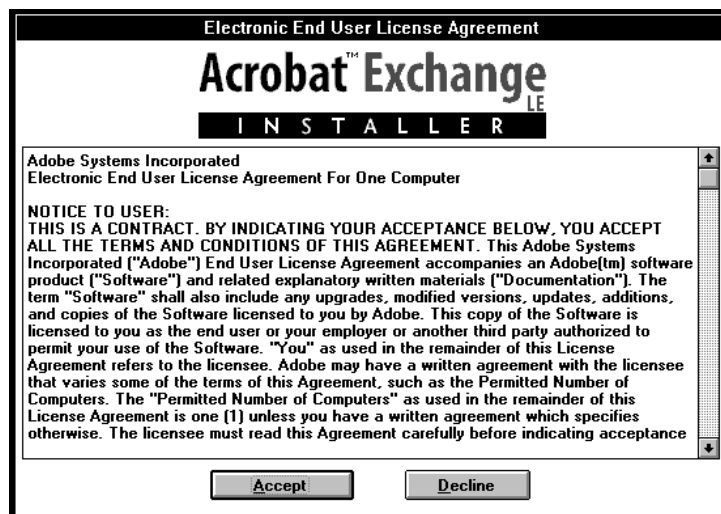 Electronic End User License Agreement
Acrobat™ Exchange
LE
INSTALLER
Adobe Systems Incorporated
Electronic End User License Agreement For One Computer
NOTICE TO USER:
THIS IS A CONTRACT. BY INDICATING YOUR ACCEPTANCE BELOW, YOU ACCEPT
ALL THE TERMS AND CONDITIONS OF THIS AGREEMENT. This Adobe Systems
Incorporated ("Adobe") End User License Agreement accompanies an Adobe(tm) software
product ("Software") and related explanatory written materials ("Documentation"). The
term "Software" shall also include any upgrades, modified versions, updates, additions,
and copies of the Software licensed to you by Adobe. This copy of the Software is
licensed to you as the end user or your employer or another third party authorized to
permit your use of the Software. "You" as used in the remainder of this License
Agreement refers to the licensee. Adobe may have a written agreement with the licensee
that varies some of the terms of this Agreement, such as the Permitted Number of
Computers. The "Permitted Number of Computers" as used in the remainder of this
License Agreement is one (1) unless you have a written agreement which specifies
otherwise. The licensee must read this Agreement carefully before indicating acceptance
Accept
Decline